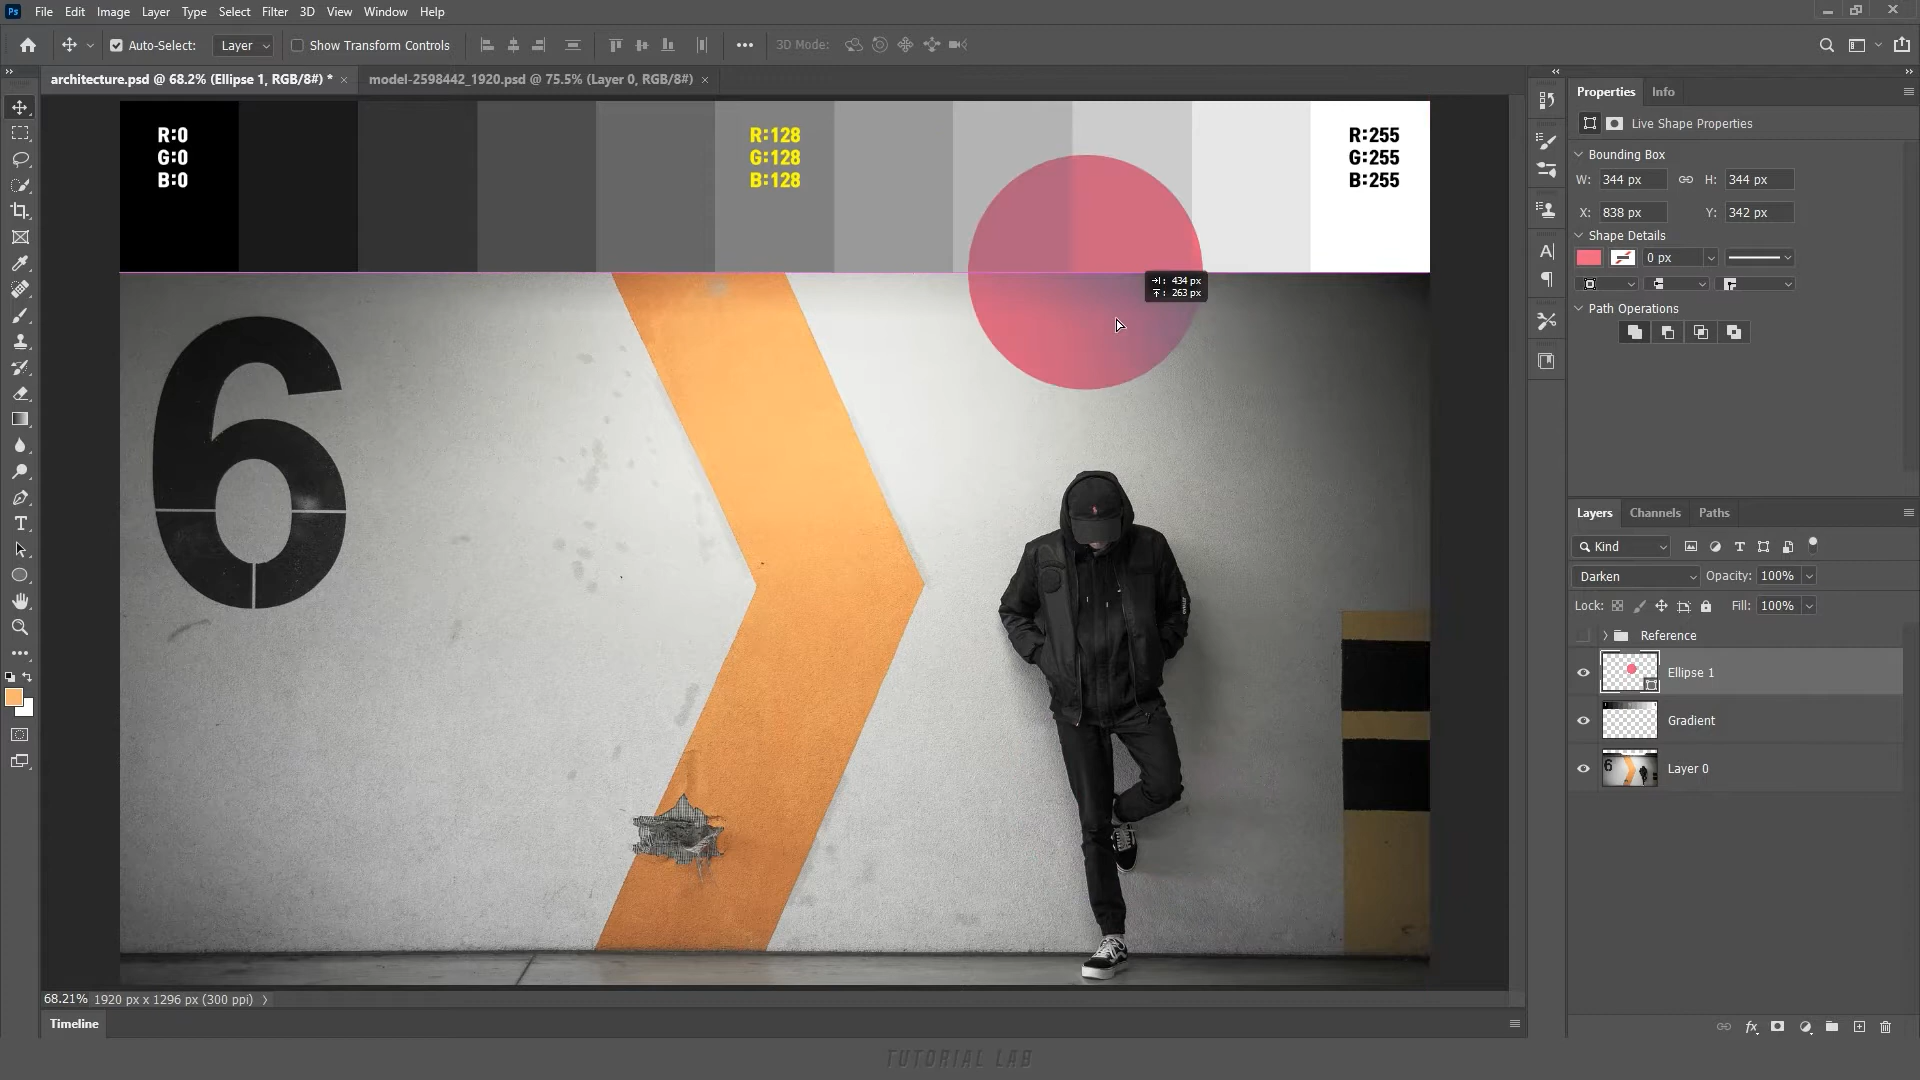 Ps File Edit Image Layer Type Select Filter 3D View Window Help
Auto-Select: Layer Show Transform Controls 3D Mode:
architecture.psd @ 68.2% (Ellipse 1, RGB/8#) * × model-2598442_1920.psd @ 75.5% (Layer 0, RGB/8#) ×
R:0
G:0
B:0
R:128
G:128
B:128
R:255
G:255
B:255
434 px
263 px
6
68.21% 1920 px x 1296 px (300 ppi)
Timeline
TUTORIAL LAB
Properties Info
Live Shape Properties
Bounding Box
W: 344 px H: 344 px
X: 838 px Y: 342 px
Shape Details
0 px
Path Operations
Layers Channels Paths
Kind
Darken Opacity: 100%
Lock: Fill: 100%
Reference
Ellipse 1
Gradient
Layer 0